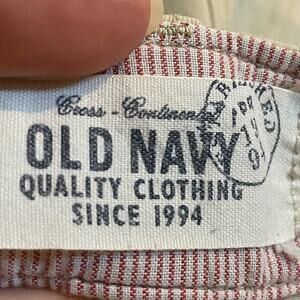 Cross - Continental
OLD NAVY
QUALITY CLOTHING
SINCE 1994